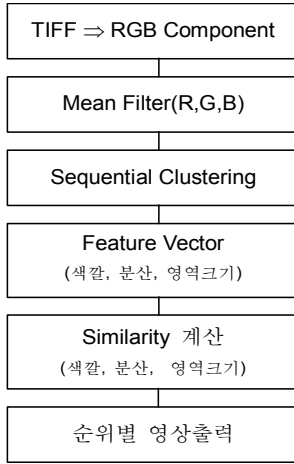 TIFF ⇒ RGB Component
Mean Filter(R,G,B)
Sequential Clustering
Feature Vector
(색깔, 분산, 영역크기)
Similarity 계산
(색깔, 분산, 영역크기)
순위별 영상출력